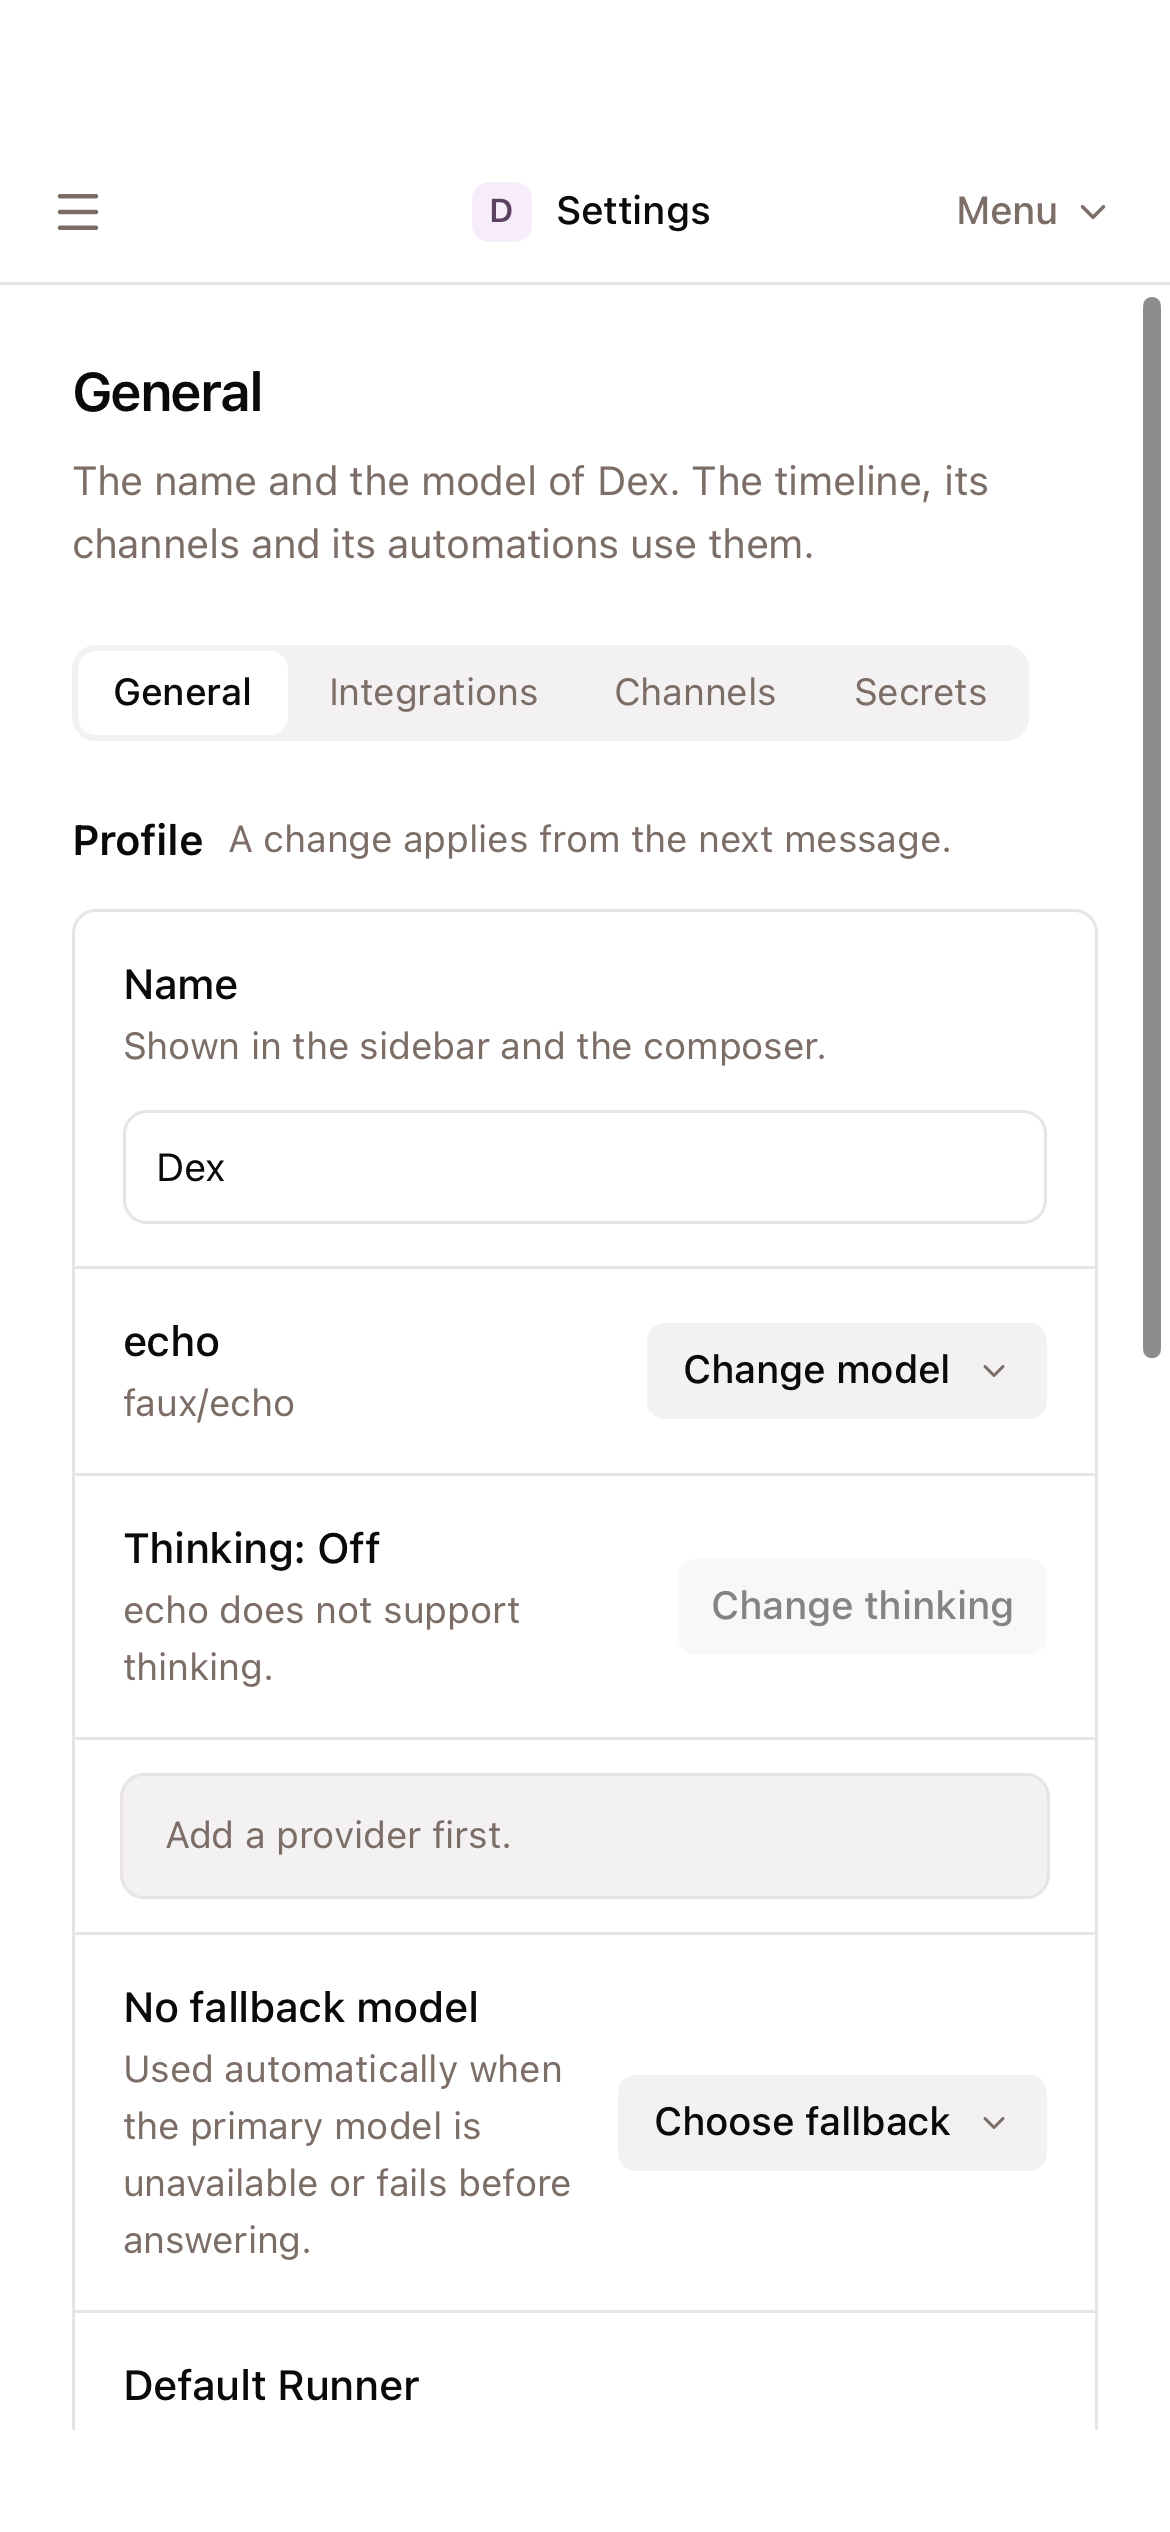 D Settings Menu
General
The name and the model of Dex. The timeline, its
channels and its automations use them.
General Integrations Channels Secrets
Profile A change applies from the next message.
Name
Shown in the sidebar and the composer.
Dex
echo
faux/echo
Change model
Thinking: Off
echo does not support
thinking.
Change thinking
Add a provider first.
No fallback model
Used automatically when
the primary model is
unavailable or fails before
answering.
Choose fallback
Default Runner